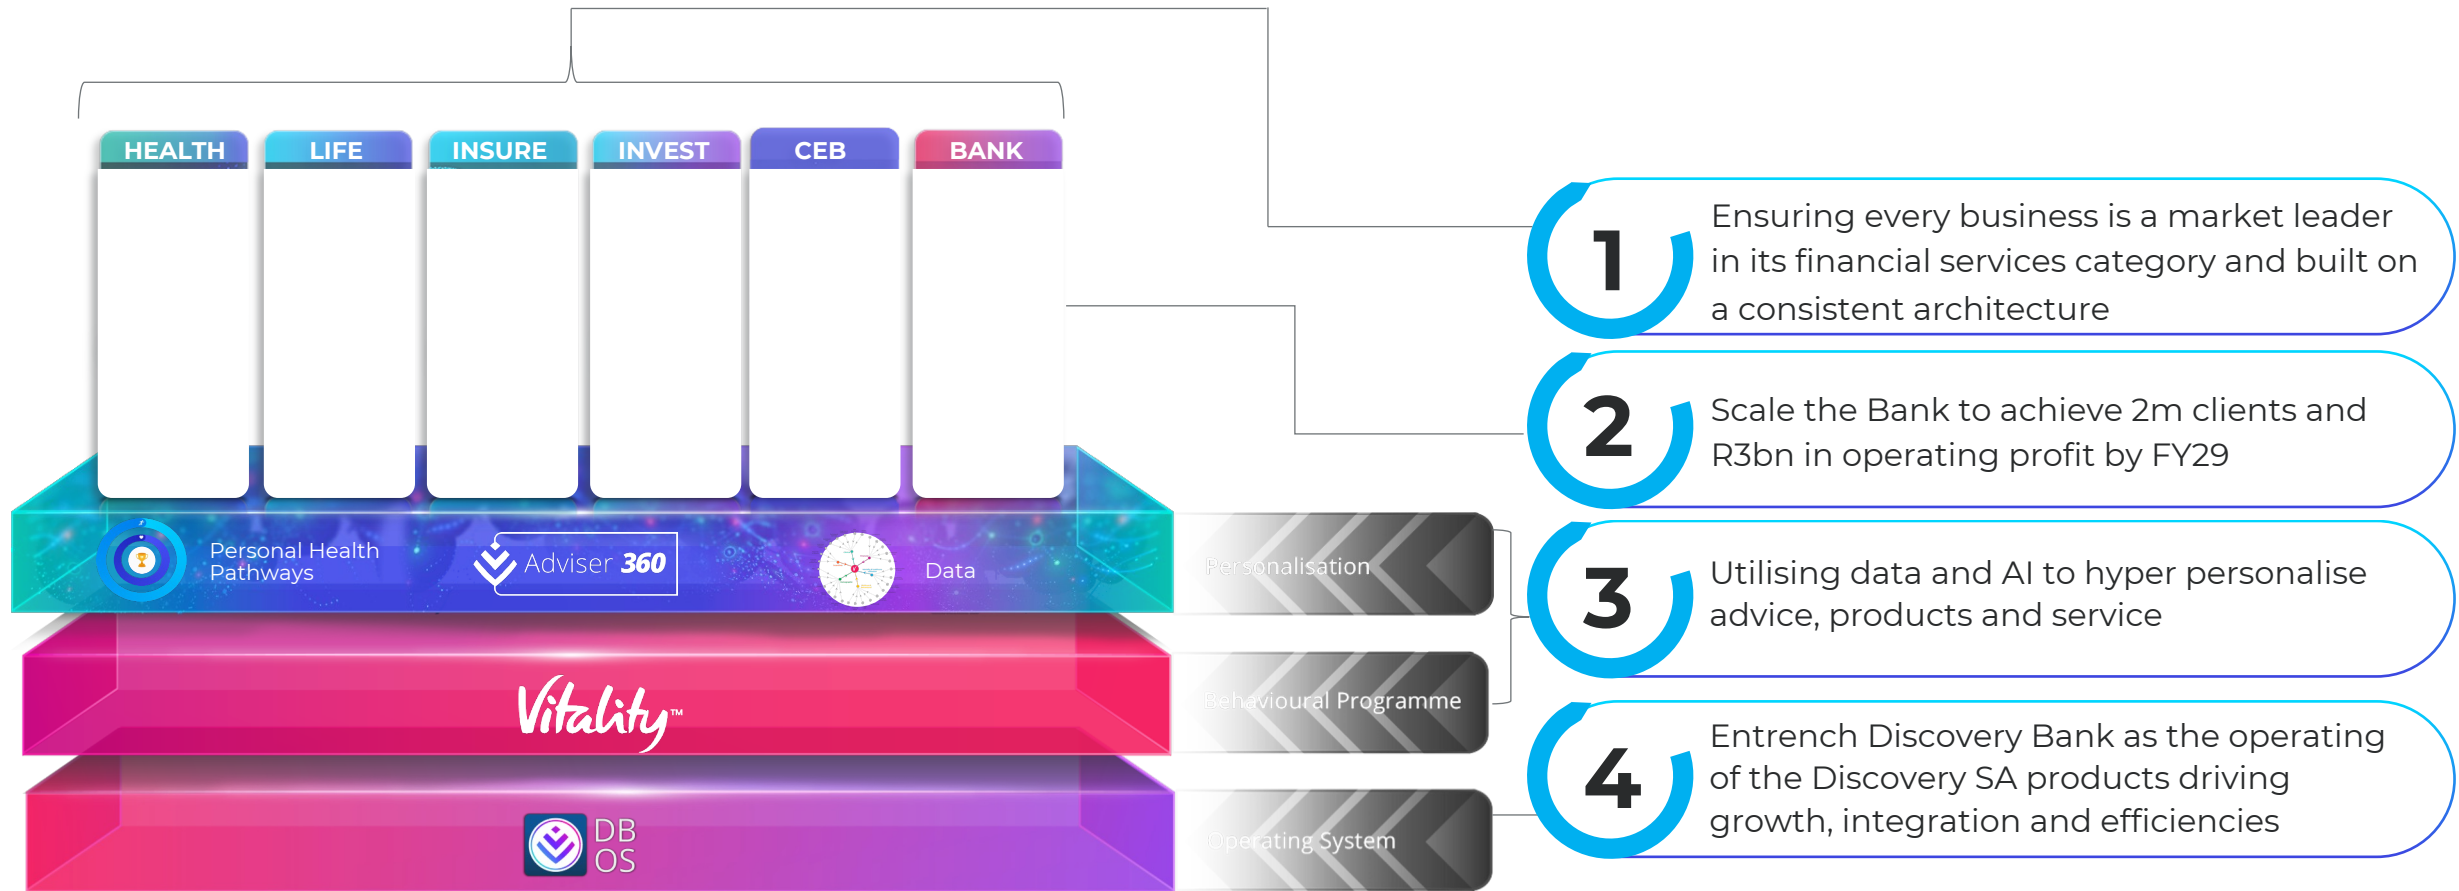 HEALTH
LIFE
INSURE
INVEST
CEB
BANK
Personal Health
Pathways
Adviser 360
Data
Personalisation
Vitality™
Behavioural Programme
DB
OS
Operating System
1
Ensuring every business is a market leader
in its financial services category and built on
a consistent architecture
2
Scale the Bank to achieve 2m clients and
R3bn in operating profit by FY29
3
Utilising data and AI to hyper personalise
advice, products and service
4
Entrench Discovery Bank as the operating
of the Discovery SA products driving
growth, integration and efficiencies